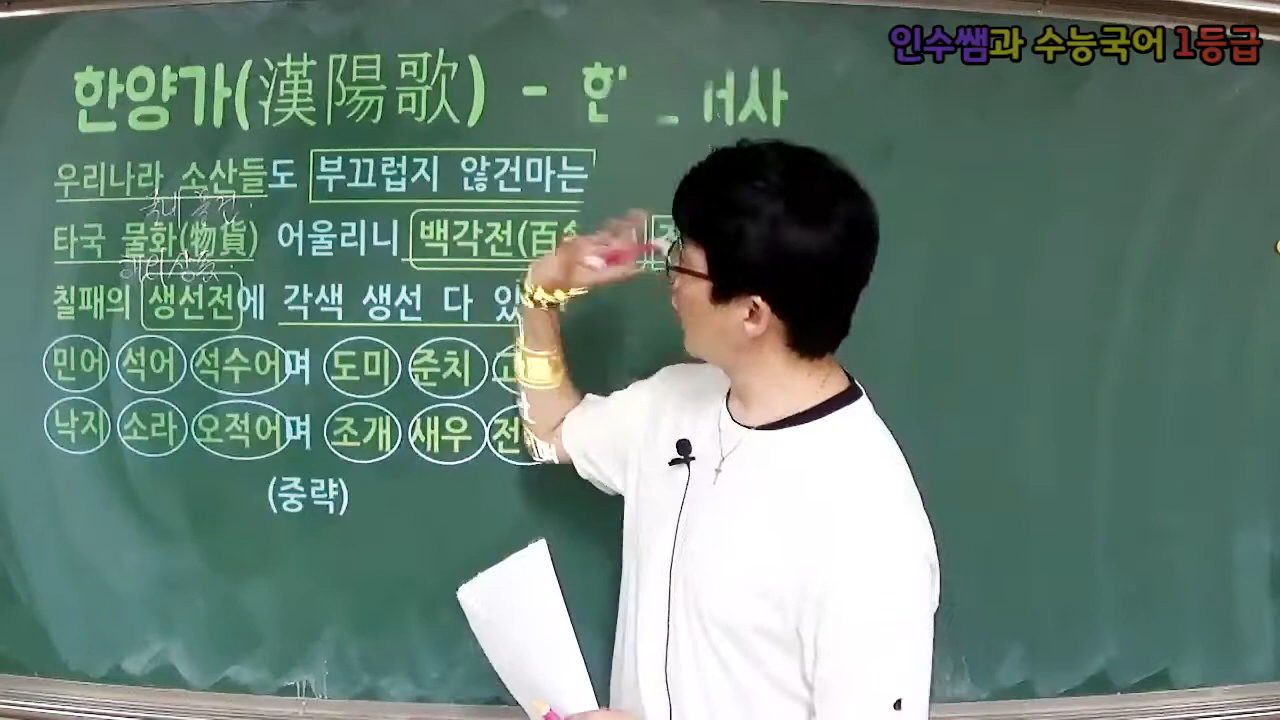 인수쌤과 수능국어 1등급
한양가(漢陽歌) -
우리나라 소산들도 부끄럽지 않건마는
타국 물화(物貨) 어울리니 백각전(百
칠패의 생선전에 각색 생선 다
민어 석어 석수어며 도미 준치
낙지 소라 오적어며 조개 새우 전
(중략)